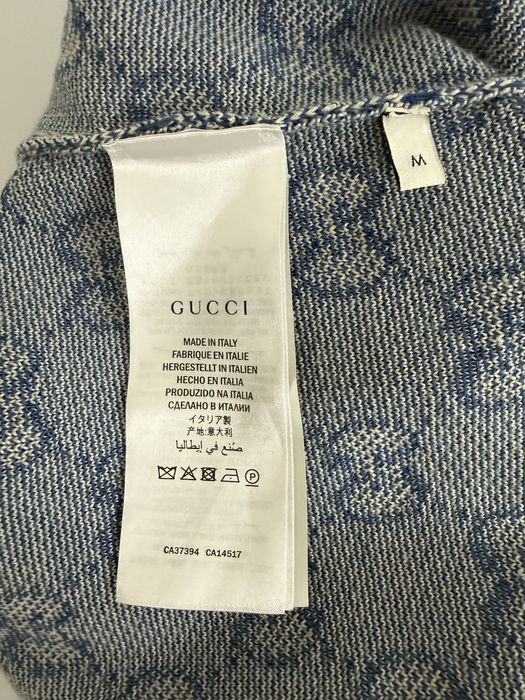 M
GUCCI
MADE IN ITALY
FABRIQUE EN ITALIE
HERGESTELLT IN ITALIEN
HECHO EN ITALIA
PRODUZIDO NA ITALIA
СДЕЛАНО В ИТАЛИИ
イタリア製
产地:意大利
صنع في إيطاليا
P
CA37394 CA14517